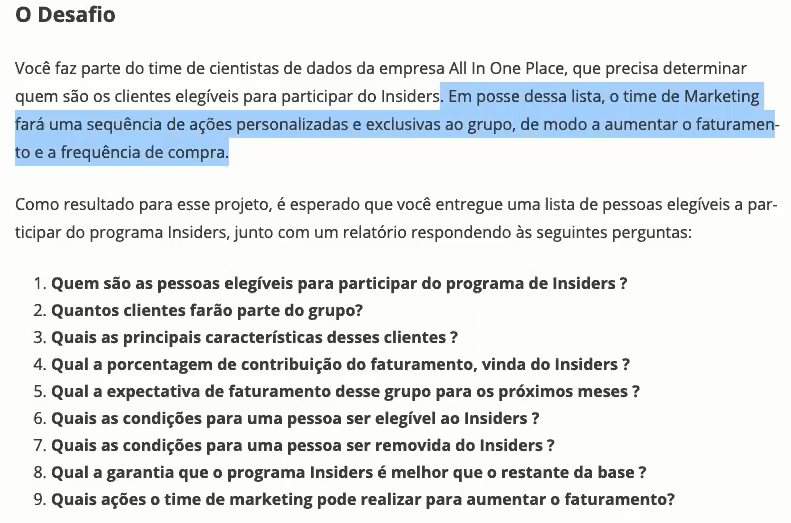 O Desafio
Você faz parte do time de cientistas de dados da empresa All In One Place, que precisa determinar
quem são os clientes elegíveis para participar do Insiders. Em posse dessa lista, o time de Marketing
fará uma sequência de ações personalizadas e exclusivas ao grupo, de modo a aumentar o faturamen-
to e a frequência de compra.
Como resultado para esse projeto, é esperado que você entregue uma lista de pessoas elegíveis a par-
ticipar do programa Insiders, junto com um relatório respondendo às seguintes perguntas:
1. Quem são as pessoas elegíveis para participar do programa de Insiders ?
2. Quantos clientes farão parte do grupo?
3. Quais as principais características desses clientes ?
4. Qual a porcentagem de contribuição do faturamento, vinda do Insiders ?
5. Qual a expectativa de faturamento desse grupo para os próximos meses ?
6. Quais as condições para uma pessoa ser elegível ao Insiders ?
7. Quais as condições para uma pessoa ser removida do Insiders ?
8. Qual a garantia que o programa Insiders é melhor que o restante da base ?
9. Quais ações o time de marketing pode realizar para aumentar o faturamento?